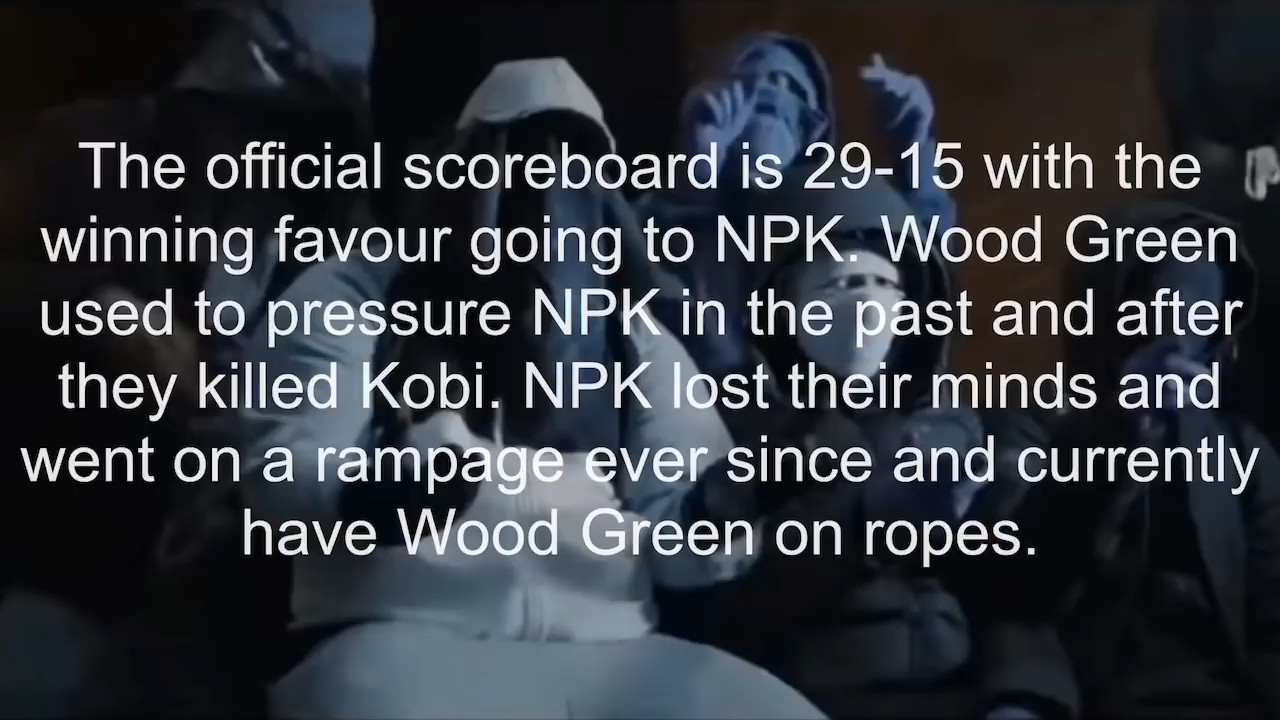 The official scoreboard is 29-15 with the
winning favour going to NPK. Wood Green
used to pressure NPK in the past and after
they killed Kobi. NPK lost their minds and
went on a rampage ever since and currently
have Wood Green on ropes.